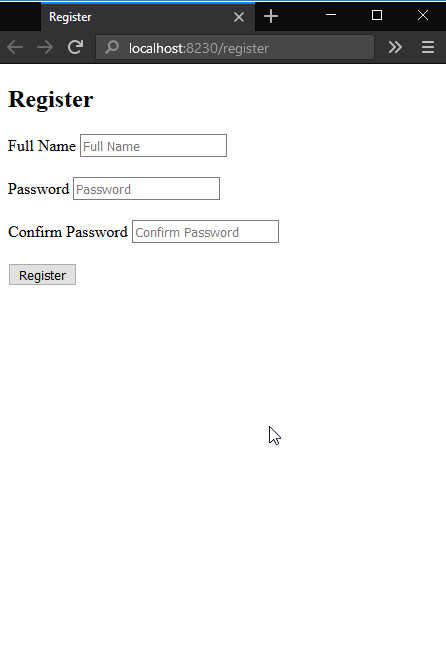 Register
localhost:8230/register
Register
Full Name Full Name
Password Password
Confirm Password Confirm Password
Register